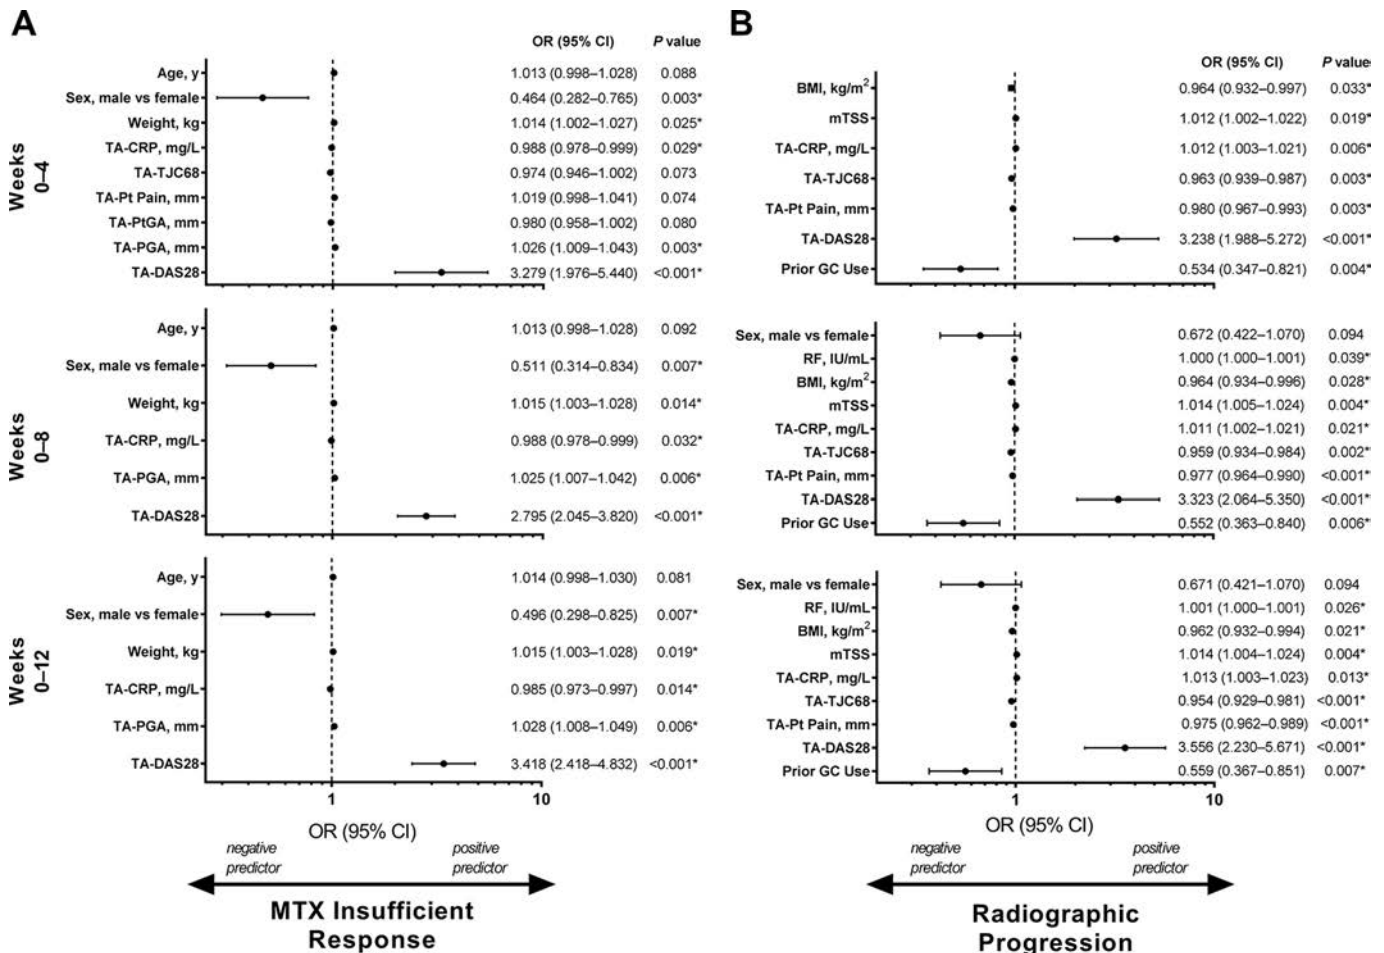 A
OR (95% CI) P value
Weeks 0–4
Age, y 1.013 (0.998–1.028) 0.088
Sex, male vs female 0.464 (0.282–0.765) 0.003*
Weight, kg 1.014 (1.002–1.027) 0.025*
TA-CRP, mg/L 0.988 (0.978–0.999) 0.029*
TA-TJC68 0.974 (0.946–1.002) 0.073
TA-Pt Pain, mm 1.019 (0.998–1.041) 0.074
TA-PtGA, mm 0.980 (0.958–1.002) 0.080
TA-PGA, mm 1.026 (1.009–1.043) 0.003*
TA-DAS28 3.279 (1.976–5.440) <0.001*
1 10
Weeks 0–8
Age, y 1.013 (0.998–1.028) 0.092
Sex, male vs female 0.511 (0.314–0.834) 0.007*
Weight, kg 1.015 (1.003–1.028) 0.014*
TA-CRP, mg/L 0.988 (0.978–0.999) 0.032*
TA-PGA, mm 1.025 (1.007–1.042) 0.006*
TA-DAS28 2.795 (2.045–3.820) <0.001*
1 10
Weeks 0–12
Age, y 1.014 (0.998–1.030) 0.081
Sex, male vs female 0.496 (0.298–0.825) 0.007*
Weight, kg 1.015 (1.003–1.028) 0.019*
TA-CRP, mg/L 0.985 (0.973–0.997) 0.014*
TA-PGA, mm 1.028 (1.008–1.049) 0.006*
TA-DAS28 3.418 (2.418–4.832) <0.001*
1 10
OR (95% CI)
negative predictor positive predictor
MTX Insufficient
Response
B
OR (95% CI) P value
BMI, kg/m² 0.964 (0.932–0.997) 0.033*
mTSS 1.012 (1.002–1.022) 0.019*
TA-CRP, mg/L 1.012 (1.003–1.021) 0.006*
TA-TJC68 0.963 (0.939–0.987) 0.003*
TA-Pt Pain, mm 0.980 (0.967–0.993) 0.003*
TA-DAS28 3.238 (1.988–5.272) <0.001*
Prior GC Use 0.534 (0.347–0.821) 0.004*
1 10
Sex, male vs female 0.672 (0.422–1.070) 0.094
RF, IU/mL 1.000 (1.000–1.001) 0.039*
BMI, kg/m² 0.964 (0.934–0.996) 0.028*
mTSS 1.014 (1.005–1.024) 0.004*
TA-CRP, mg/L 1.011 (1.002–1.021) 0.021*
TA-TJC68 0.959 (0.934–0.984) 0.002*
TA-Pt Pain, mm 0.977 (0.964–0.990) <0.001*
TA-DAS28 3.323 (2.064–5.350) <0.001*
Prior GC Use 0.552 (0.363–0.840) 0.006*
1 10
Sex, male vs female 0.671 (0.421–1.070) 0.094
RF, IU/mL 1.001 (1.000–1.001) 0.026*
BMI, kg/m² 0.962 (0.932–0.994) 0.021*
mTSS 1.014 (1.004–1.024) 0.004*
TA-CRP, mg/L 1.013 (1.003–1.023) 0.013*
TA-TJC68 0.954 (0.929–0.981) <0.001*
TA-Pt Pain, mm 0.975 (0.962–0.989) <0.001*
TA-DAS28 3.556 (2.230–5.671) <0.001*
Prior GC Use 0.559 (0.367–0.851) 0.007*
1 10
OR (95% CI)
negative predictor positive predictor
Radiographic
Progression